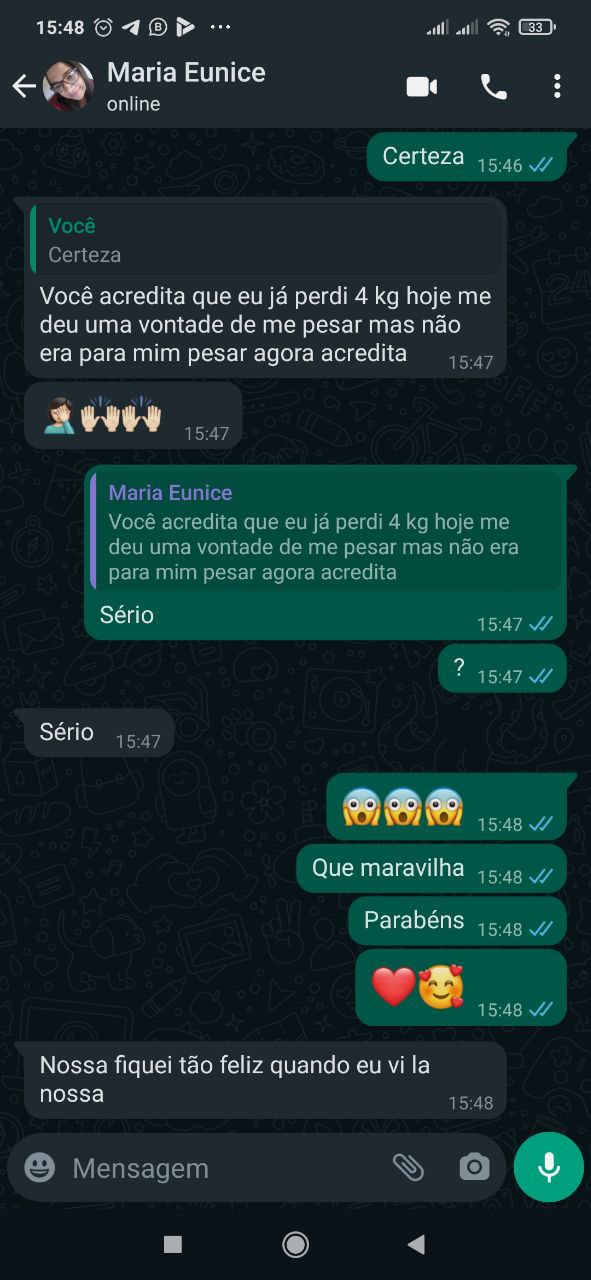 15:48
33
Maria Eunice
online
Certeza 15:46
Você
Certeza
Você acredita que eu já perdi 4 kg hoje me
deu uma vontade de me pesar mas não
era para mim pesar agora acredita 15:47
15:47
Maria Eunice
Você acredita que eu já perdi 4 kg hoje me
deu uma vontade de me pesar mas não era
para mim pesar agora acredita
Sério 15:47
? 15:47
Sério 15:47
15:48
Que maravilha 15:48
Parabéns 15:48
15:48
Nossa fiquei tão feliz quando eu vi la
nossa 15:48
Mensagem